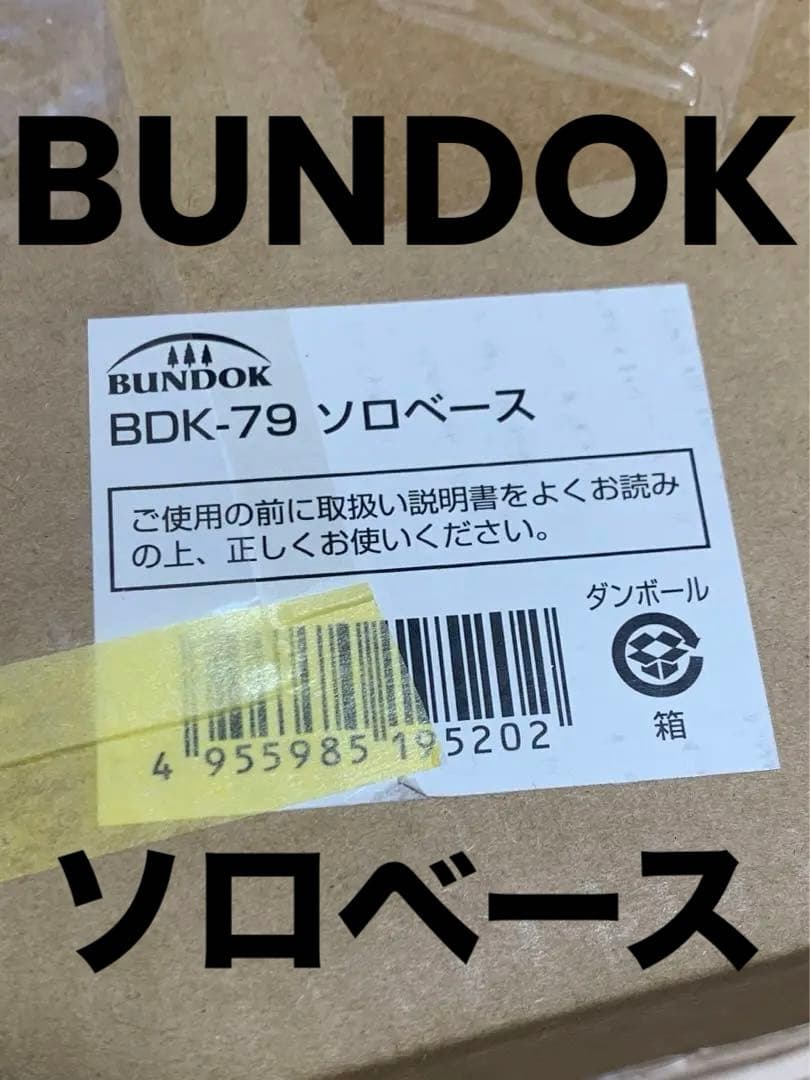 BUNDOK
BUNDOK
BDK-79 ソロベース
ご使用の前に取扱い説明書をよくお読み
の上、正しくお使いください。
ダンボール
箱
4 955985 195202
ソロベース